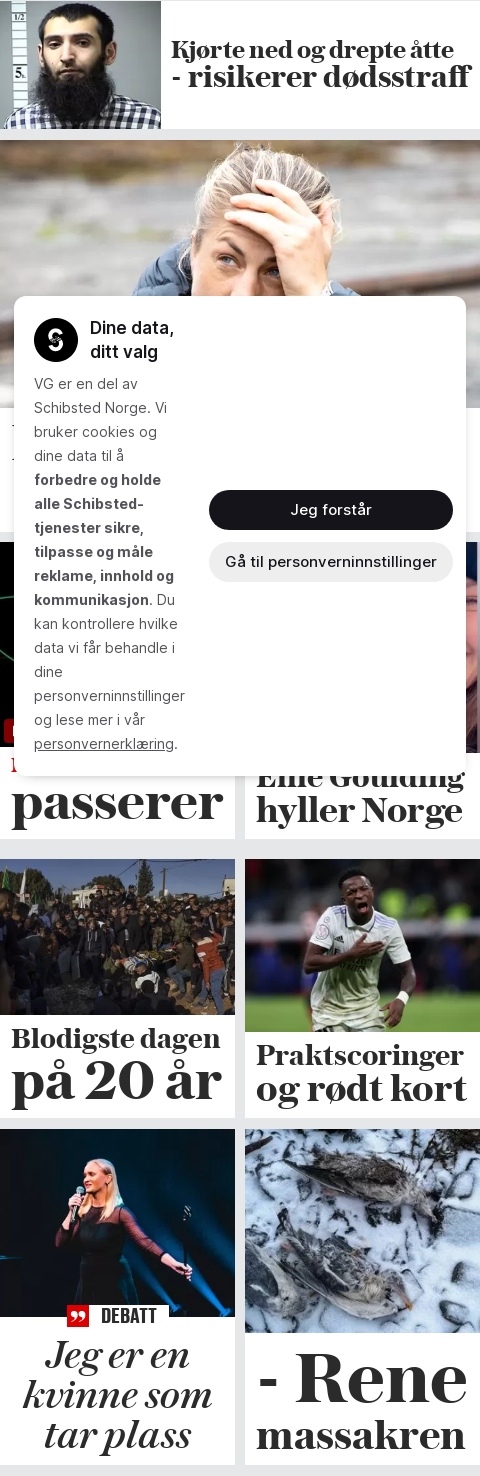 Kjørte ned og drepte åtte
- risikerer dødsstraff
Dine data,
ditt valg
VG er en del av
Schibsted Norge. Vi
bruker cookies og
dine data til å
forbedre og holde
alle Schibsted-
tjenester sikre,
tilpasse og måle
reklame, innhold og
kommunikasjon. Du
kan kontrollere hvilke
data vi får behandle i
dine
personverninnstillinger
og lese mer i vår
personvernerklæring.
Jeg forstår
Gå til personverninnstillinger
passerer
Ellie Goulding
hyller Norge
Blodigste dagen
på 20 år
Praktscoringer
og rødt kort
DEBATT
Jeg er en
kvinne som
tar plass
- Rene
massakren